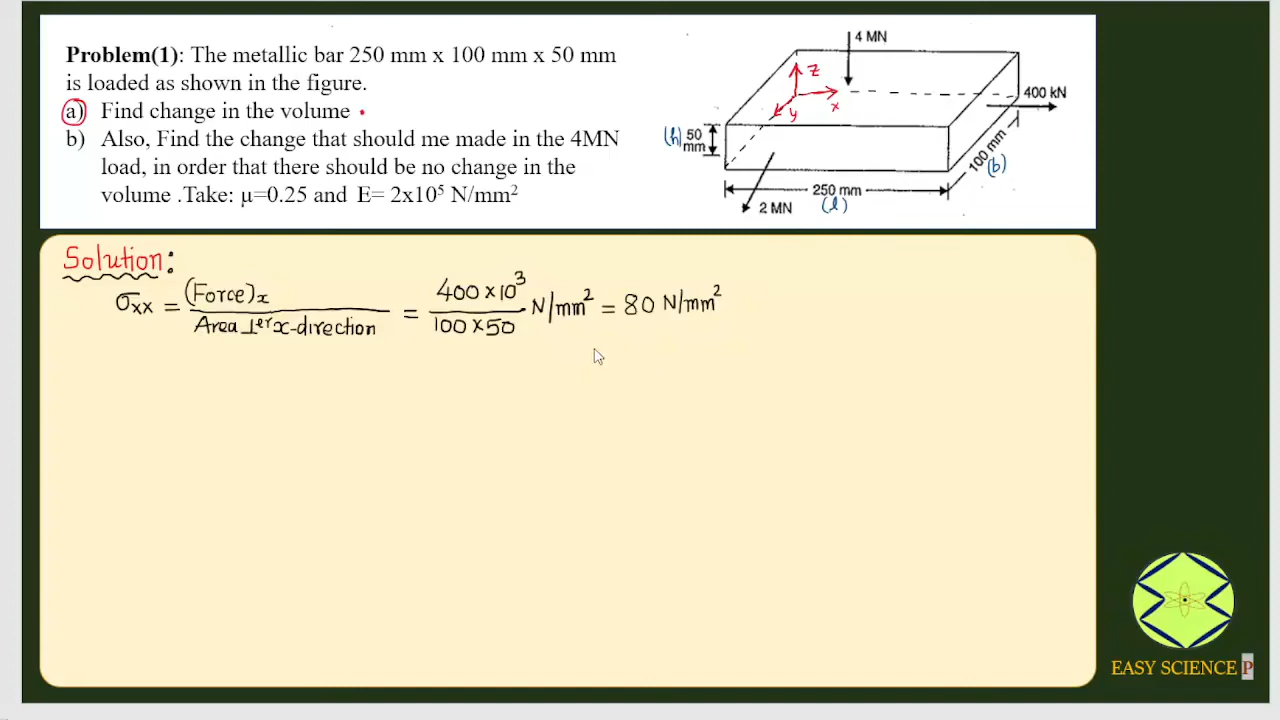 Problem(1): The metallic bar 250 mm x 100 mm x 50 mm
is loaded as shown in the figure.
a) Find change in the volume
b) Also, Find the change that should me made in the 4MN
load, in order that there should be no change in the
volume .Take: μ=0.25 and E= 2x10⁵ N/mm²
4 MN
z
x
y
400 kN
(h) 50
mm
100 mm
(b)
250 mm
(l)
2 MN
Solution:
σxx = (Force)x / Area ⊥er x-direction = 400 × 10³ / 100 × 50 N/mm² = 80 N/mm²
EASY SCIENCE P